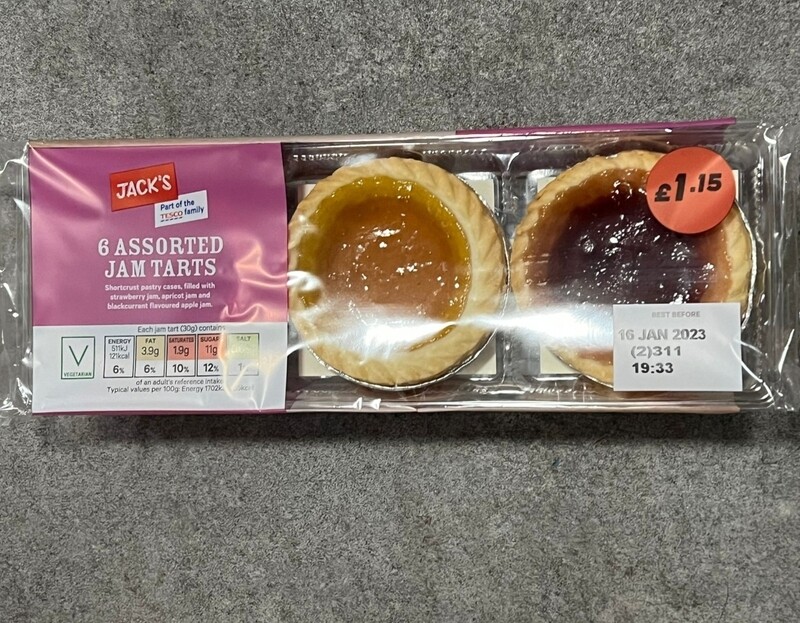 JACK'S
Part of the
TESCO family
6 ASSORTED
JAM TARTS
Shortcrust pastry cases, filled with
strawberry jam, apricot jam and
blackcurrant flavoured apple jam.
Each jam tart (30g) contains
V
VEGETARIAN
ENERGY
511kJ
121kcal
6%
FAT
3.9g
6%
SATURATES
1.9g
10%
SUGARS
11g
12%
SALT
of an adult's reference intake
Typical values per 100g: Energy 1702kJ
£1.15
BEST BEFORE
16 JAN 2023
(2)311
19:33